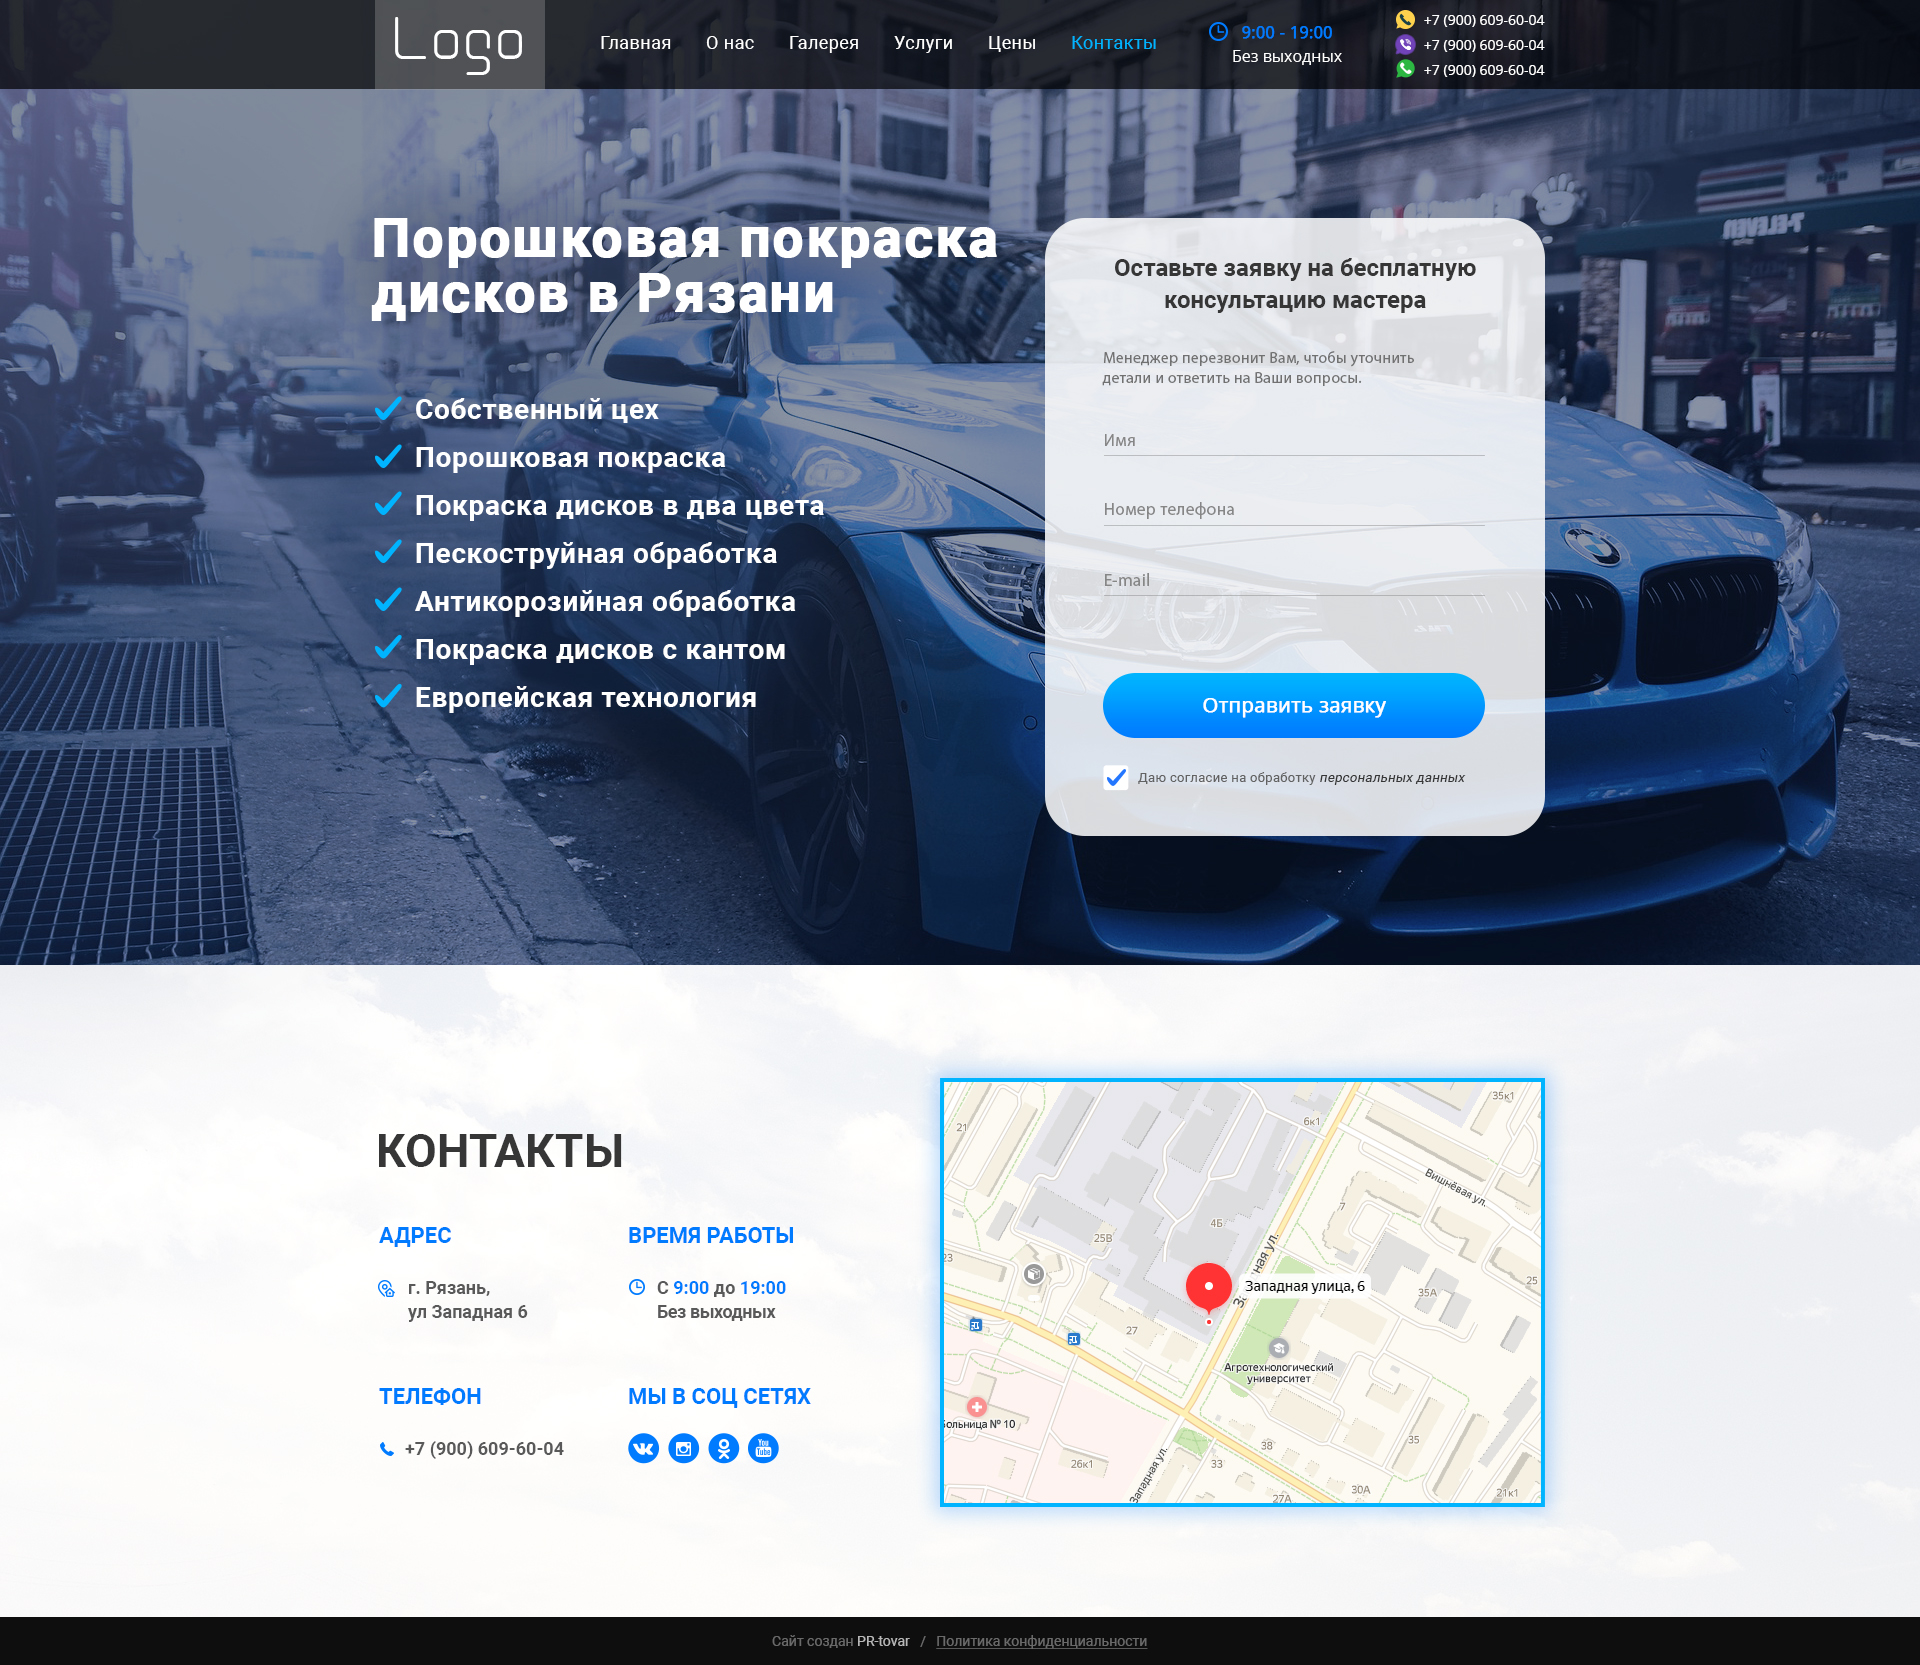 Logo
Главная
О нас
Галерея
Услуги
Цены
Контакты
9:00 - 19:00
Без выходных
+7 (900) 609-60-04
+7 (900) 609-60-04
+7 (900) 609-60-04
Порошковая покраска
дисков в Рязани
Собственный цех
Порошковая покраска
Покраска дисков в два цвета
Пескоструйная обработка
Антикорозийная обработка
Покраска дисков с кантом
Европейская технология
Оставьте заявку на бесплатную
консультацию мастера
Менеджер перезвонит Вам, чтобы уточнить
детали и ответить на Ваши вопросы.
Имя
Номер телефона
E-mail
Отправить заявку
Даю согласие на обработку персональных данных
7-ELEVEN
КОНТАКТЫ
АДРЕС
г. Рязань,
ул Западная 6
ВРЕМЯ РАБОТЫ
С 9:00 до 19:00
Без выходных
ТЕЛЕФОН
+7 (900) 609-60-04
МЫ В СОЦ СЕТЯХ
You
Tube
35к1
21
6к1
Вишнёвая ул.
7
4Б
25В
23
Западная улица, 6
25
35А
27
Агротехнологический
университет
Больница № 10
38
35
26к1
33
Западная ул.
30А
27А
21к1
Сайт создан PR-tovar / Политика конфиденциальности